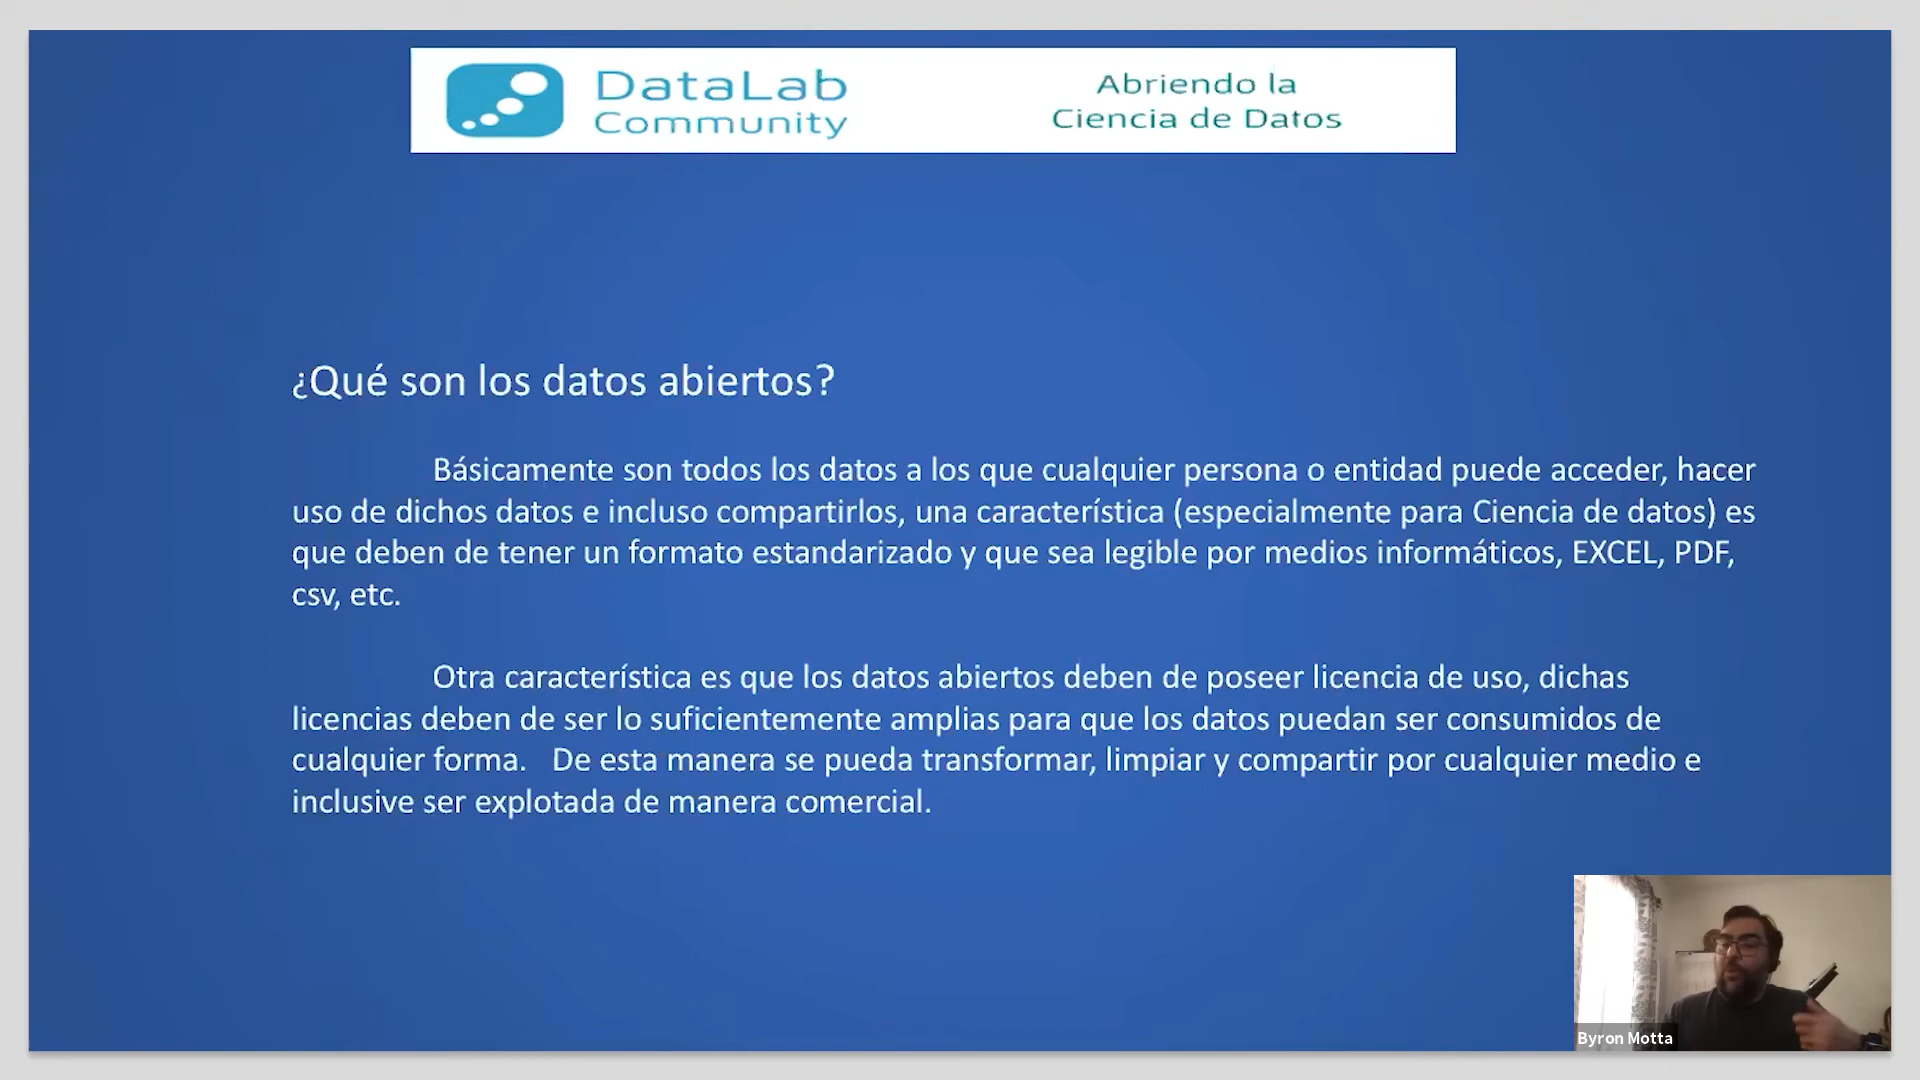 DataLab
Community
Abriendo la
Ciencia de Datos
¿Qué son los datos abiertos?
Básicamente son todos los datos a los que cualquier persona o entidad puede acceder, hacer
uso de dichos datos e incluso compartirlos, una característica (especialmente para Ciencia de datos) es
que deben de tener un formato estandarizado y que sea legible por medios informáticos, EXCEL, PDF,
csv, etc.
Otra característica es que los datos abiertos deben de poseer licencia de uso, dichas
licencias deben de ser lo suficientemente amplias para que los datos puedan ser consumidos de
cualquier forma. De esta manera se pueda transformar, limpiar y compartir por cualquier medio e
inclusive ser explotada de manera comercial.
Byron Motta